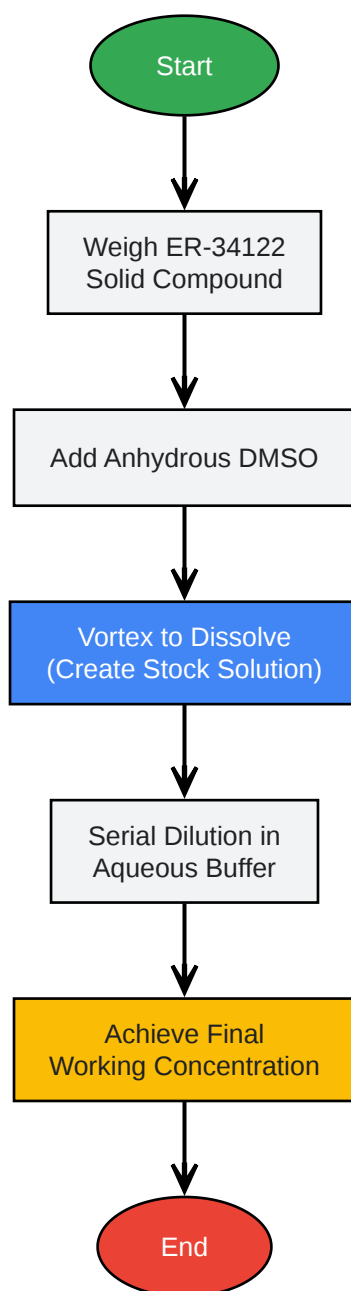 Start
Weigh ER-34122
Solid Compound
Add Anhydrous DMSO
Vortex to Dissolve
(Create Stock Solution)
Serial Dilution in
Aqueous Buffer
Achieve Final
Working Concentration
End